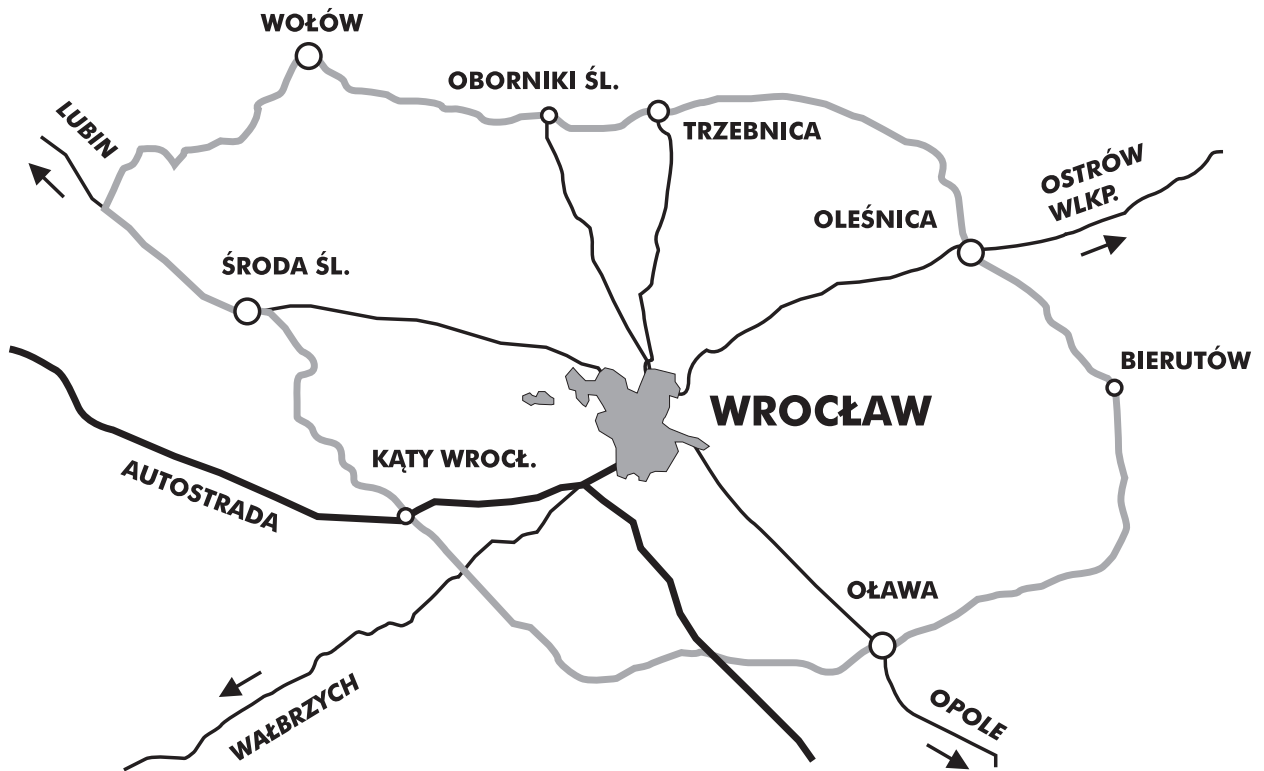 WOŁÓW
OBORNIKI ŚL.
LUBIN
TRZEBNICA
OSTRÓW
WLKP.
OLEŚNICA
ŚRODA ŚL.
BIERUTÓW
WROCŁAW
KĄTY WROCŁ.
AUTOSTRADA
OŁAWA
WAŁBRZYCH
OPOLE